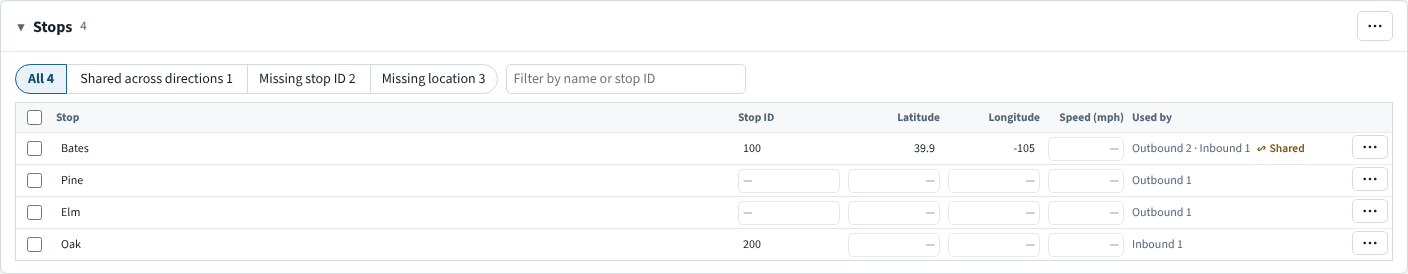 ▼ Stops 4 ···
All 4 Shared across directions 1 Missing stop ID 2 Missing location 3 Filter by name or stop ID
Stop Stop ID Latitude Longitude Speed (mph) Used by
Bates 100 39.9 -105 — Outbound 2 · Inbound 1 Shared ···
Pine — — — — Outbound 1 ···
Elm — — — — Outbound 1 ···
Oak 200 — — — Inbound 1 ···